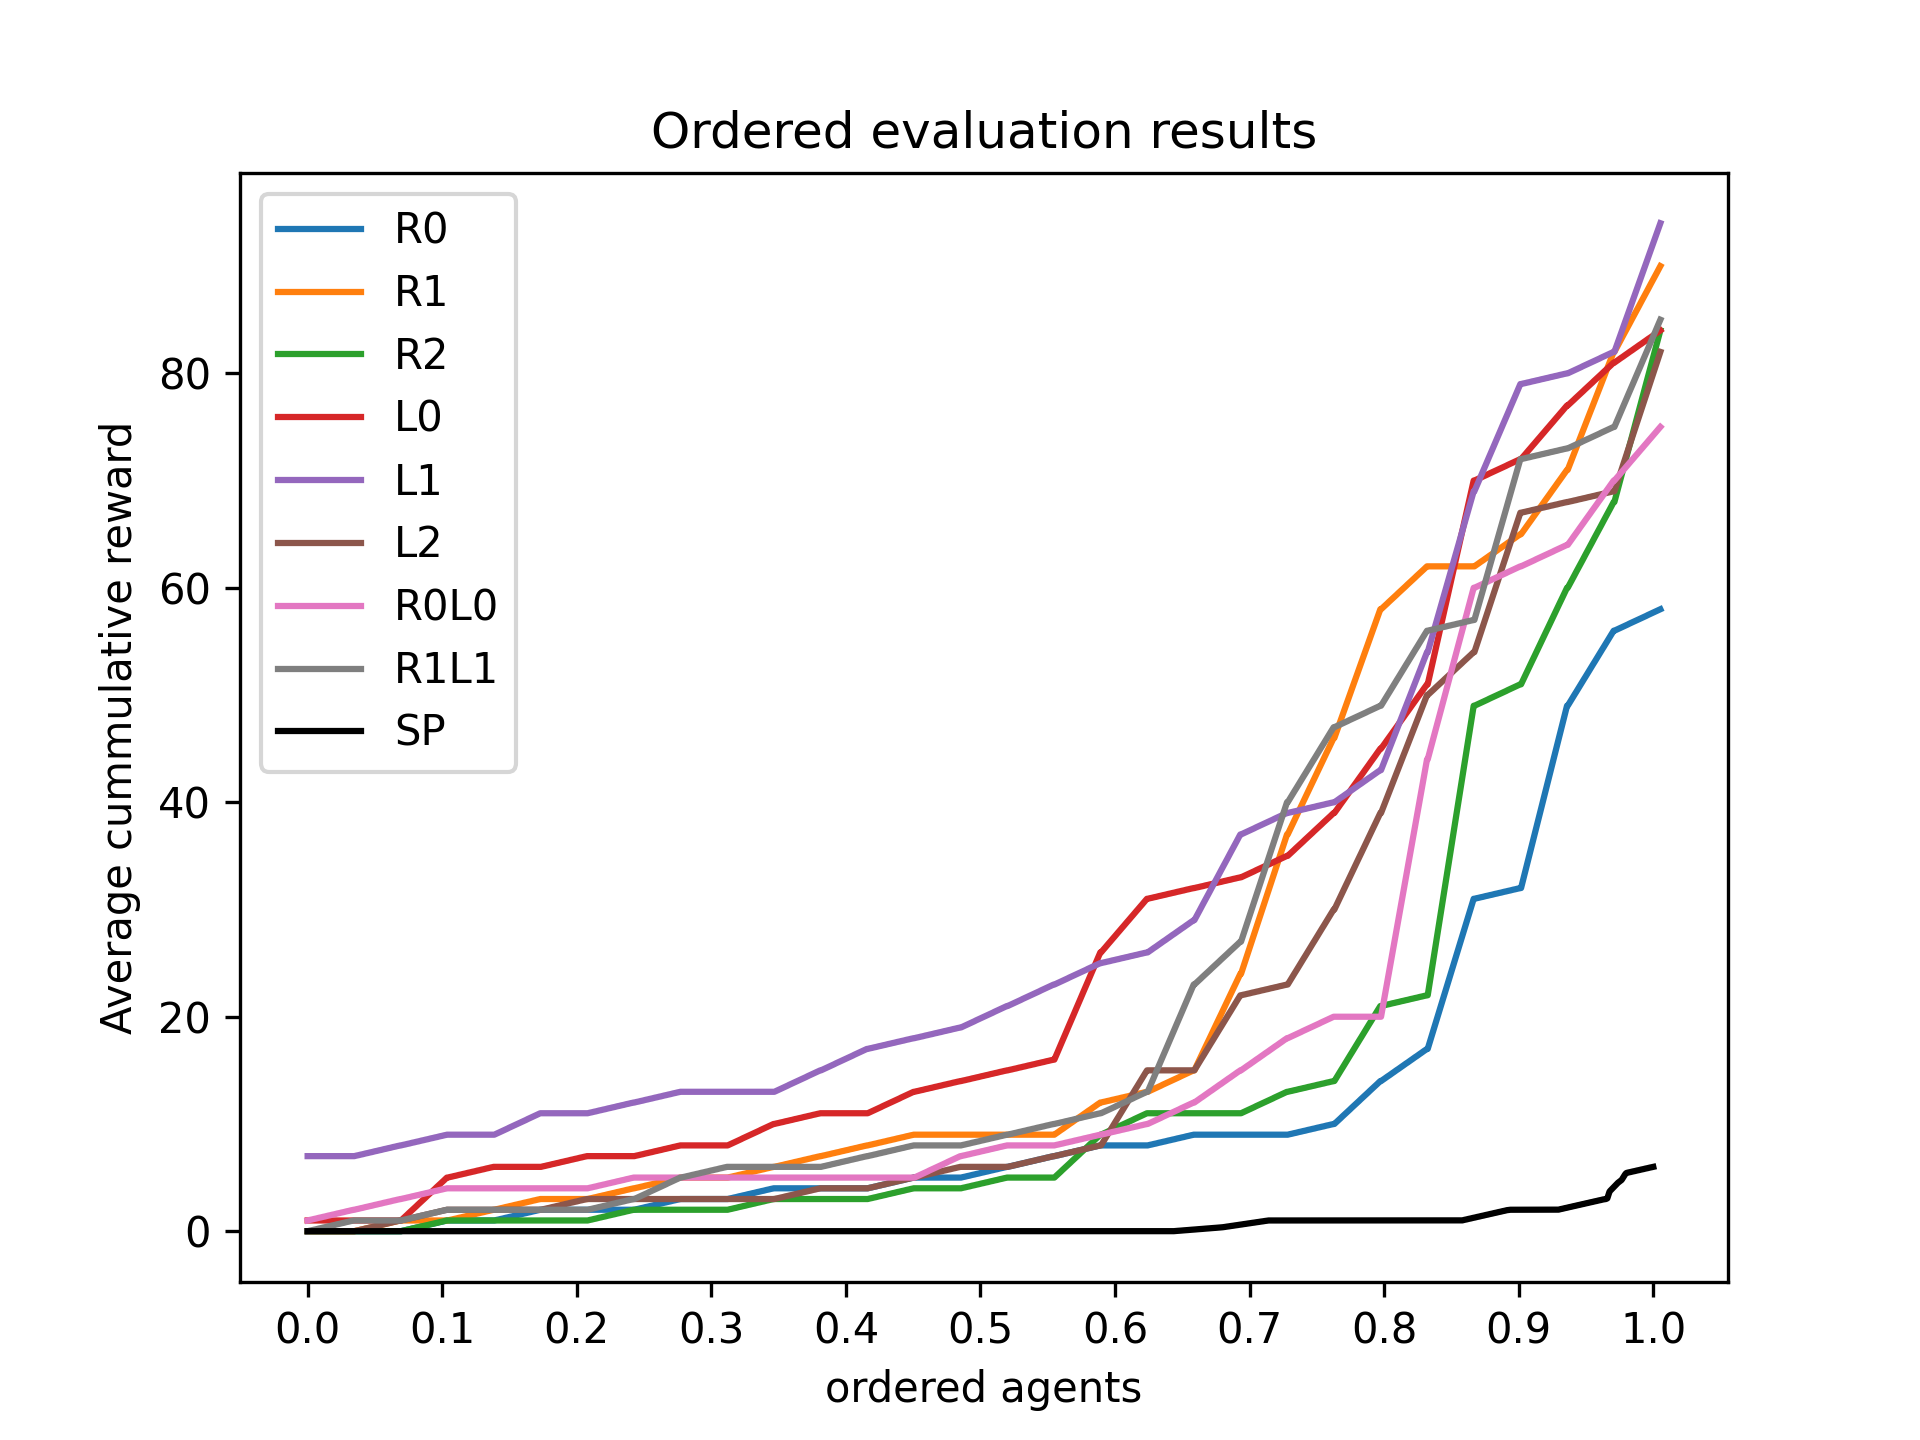 Ordered evaluation results
R0
R1
R2
L0
L1
L2
R0L0
R1L1
SP
Average cummulative reward
80
60
40
20
0
0.0 0.1 0.2 0.3 0.4 0.5 0.6 0.7 0.8 0.9 1.0
ordered agents